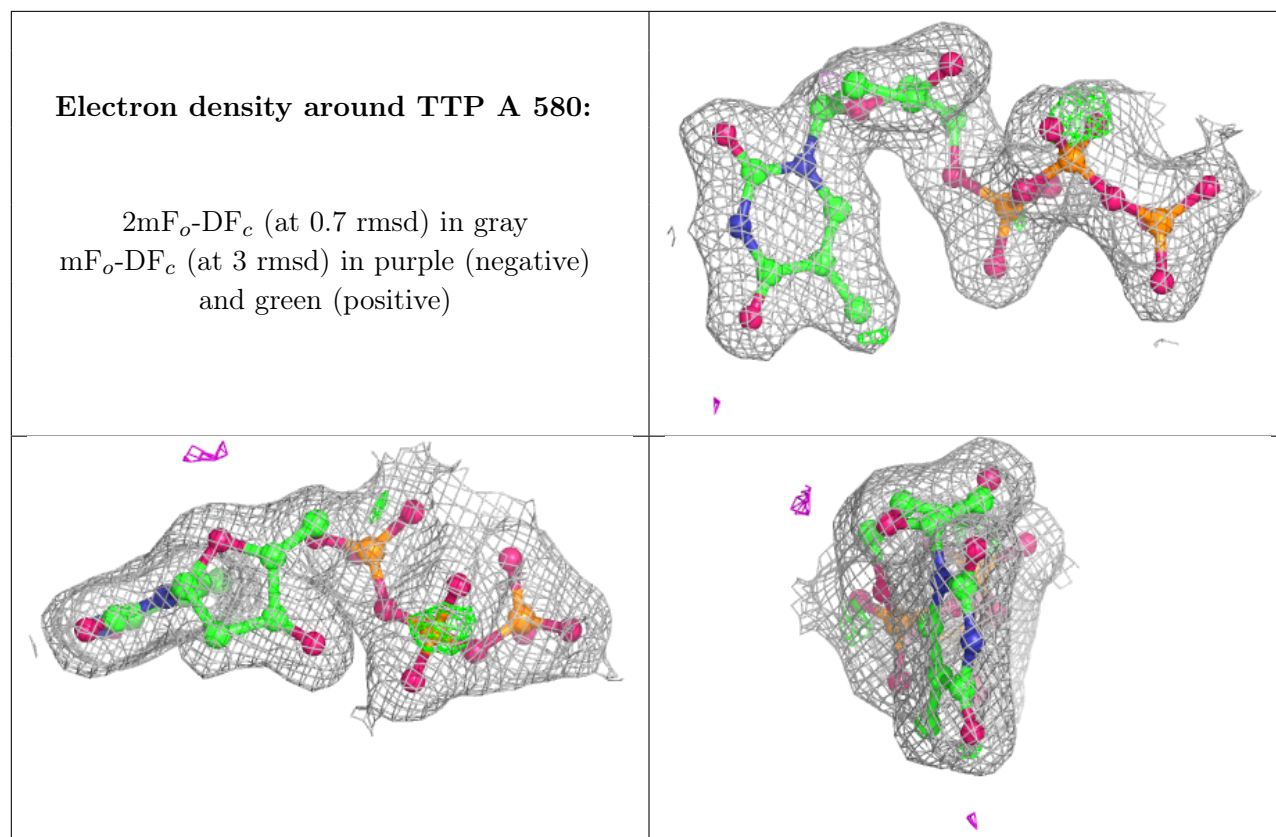 Electron density around TTP A 580:
2mFo-DFc (at 0.7 rmsd) in gray
mFo-DFc (at 3 rmsd) in purple (negative)
and green (positive)